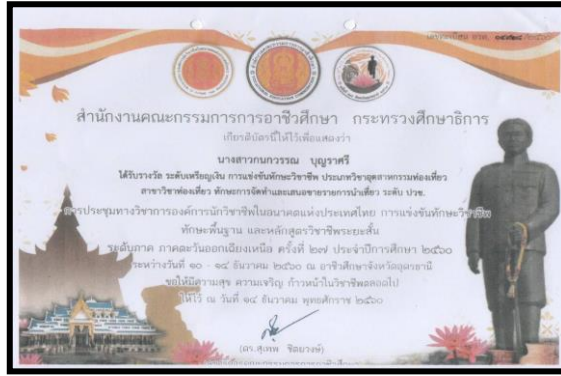 สำนักงานคณะกรรมการการอาชีวศึกษา กระทรวงศึกษาธิการ
เกียรติบัตรนี้ให้ไว้เพื่อแสดงว่า
นางสาวกนกวรรณ บุญราศรี
ได้รับรางวัล ระดับเหรียญเงิน การแข่งขันทักษะวิชาชีพ ประเภทวิชาอุตสาหกรรมท่องเที่ยว
สาขาวิชาท่องเที่ยว ทักษะการจัดทำและเสนอขายรายการนำเที่ยว ระดับ ปวช.
การประชุมทางวิชาการองค์การนักวิชาชีพในอนาคตแห่งประเทศไทย การแข่งขันทักษะวิชาชีพ
ทักษะพื้นฐาน และหลักสูตรวิชาชีพระยะสั้น
ระดับภาค ภาคตะวันออกเฉียงเหนือ ครั้งที่ ๒๗ ประจำปีการศึกษา ๒๕๖๐
ระหว่างวันที่ ๑๐ - ๑๔ ธันวาคม ๒๕๖๐ ณ อาชีวศึกษาจังหวัดอุดรธานี
ขอให้มีความสุข ความเจริญ ก้าวหน้าในวิชาชีพตลอดไป
ให้ไว้ ณ วันที่ ๑๔ ธันวาคม พุทธศักราช ๒๕๖๐
(ดร.สุเทพ ชิตยวงษ์)